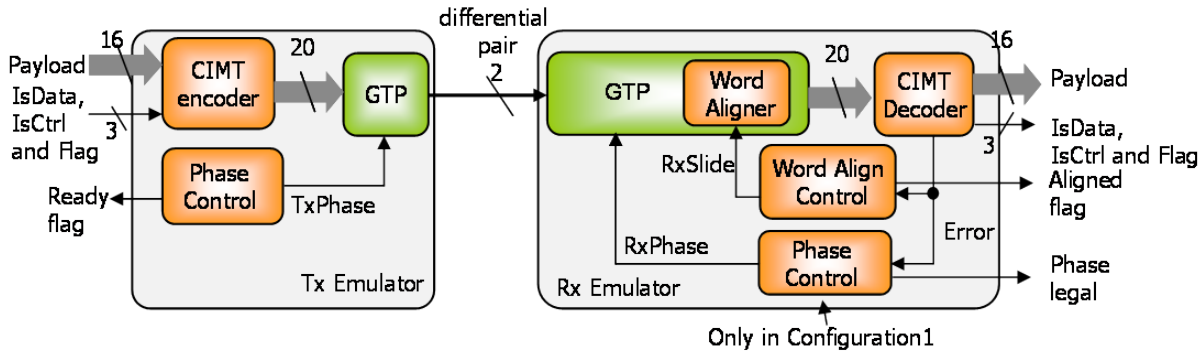 differential
pair
2
16
Payload
IsData,
IsCtrl
and Flag
3
CIMT
encoder
20
GTP
Phase
Control
TxPhase
Ready
flag
Tx Emulator
GTP
Word
Aligner
20
CIMT
Decoder
16
Payload
3
IsData,
IsCtrl and Flag
RxSlide
Word Align
Control
Aligned
flag
Error
RxPhase
Phase
Control
Phase
legal
Rx Emulator
Only in Configuration1